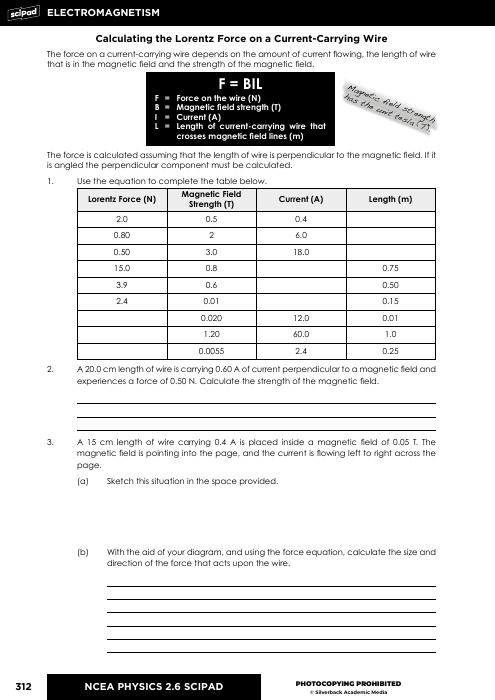 scipad ELECTROMAGNETISM
Calculating the Lorentz Force on a Current-Carrying Wire
The force on a current-carrying wire depends on the amount of current flowing, the length of wire
that is in the magnetic field and the strength of the magnetic field.
F = BIL
F = Force on the wire (N)
B = Magnetic field strength (T)
I = Current (A)
L = Length of current-carrying wire that
crosses magnetic field lines (m)
Magnetic field strength
has the unit tesla (T).
The force is calculated assuming that the length of wire is perpendicular to the magnetic field. If it
is angled the perpendicular component must be calculated.
1. Use the equation to complete the table below.
Lorentz Force (N) Magnetic Field Strength (T) Current (A) Length (m)
2.0 0.5 0.4
0.80 2 6.0
0.50 3.0 18.0
15.0 0.8 0.75
3.9 0.6 0.50
2.4 0.01 0.15
0.020 12.0 0.01
1.20 60.0 1.0
0.0055 2.4 0.25
2. A 20.0 cm length of wire is carrying 0.60 A of current perpendicular to a magnetic field and
experiences a force of 0.50 N. Calculate the strength of the magnetic field.
3. A 15 cm length of wire carrying 0.4 A is placed inside a magnetic field of 0.05 T. The
magnetic field is pointing into the page, and the current is flowing left to right across the
page.
(a) Sketch this situation in the space provided.
(b) With the aid of your diagram, and using the force equation, calculate the size and
direction of the force that acts upon the wire.
312 NCEA PHYSICS 2.6 SCIPAD PHOTOCOPYING PROHIBITED
© Silverback Academic Media